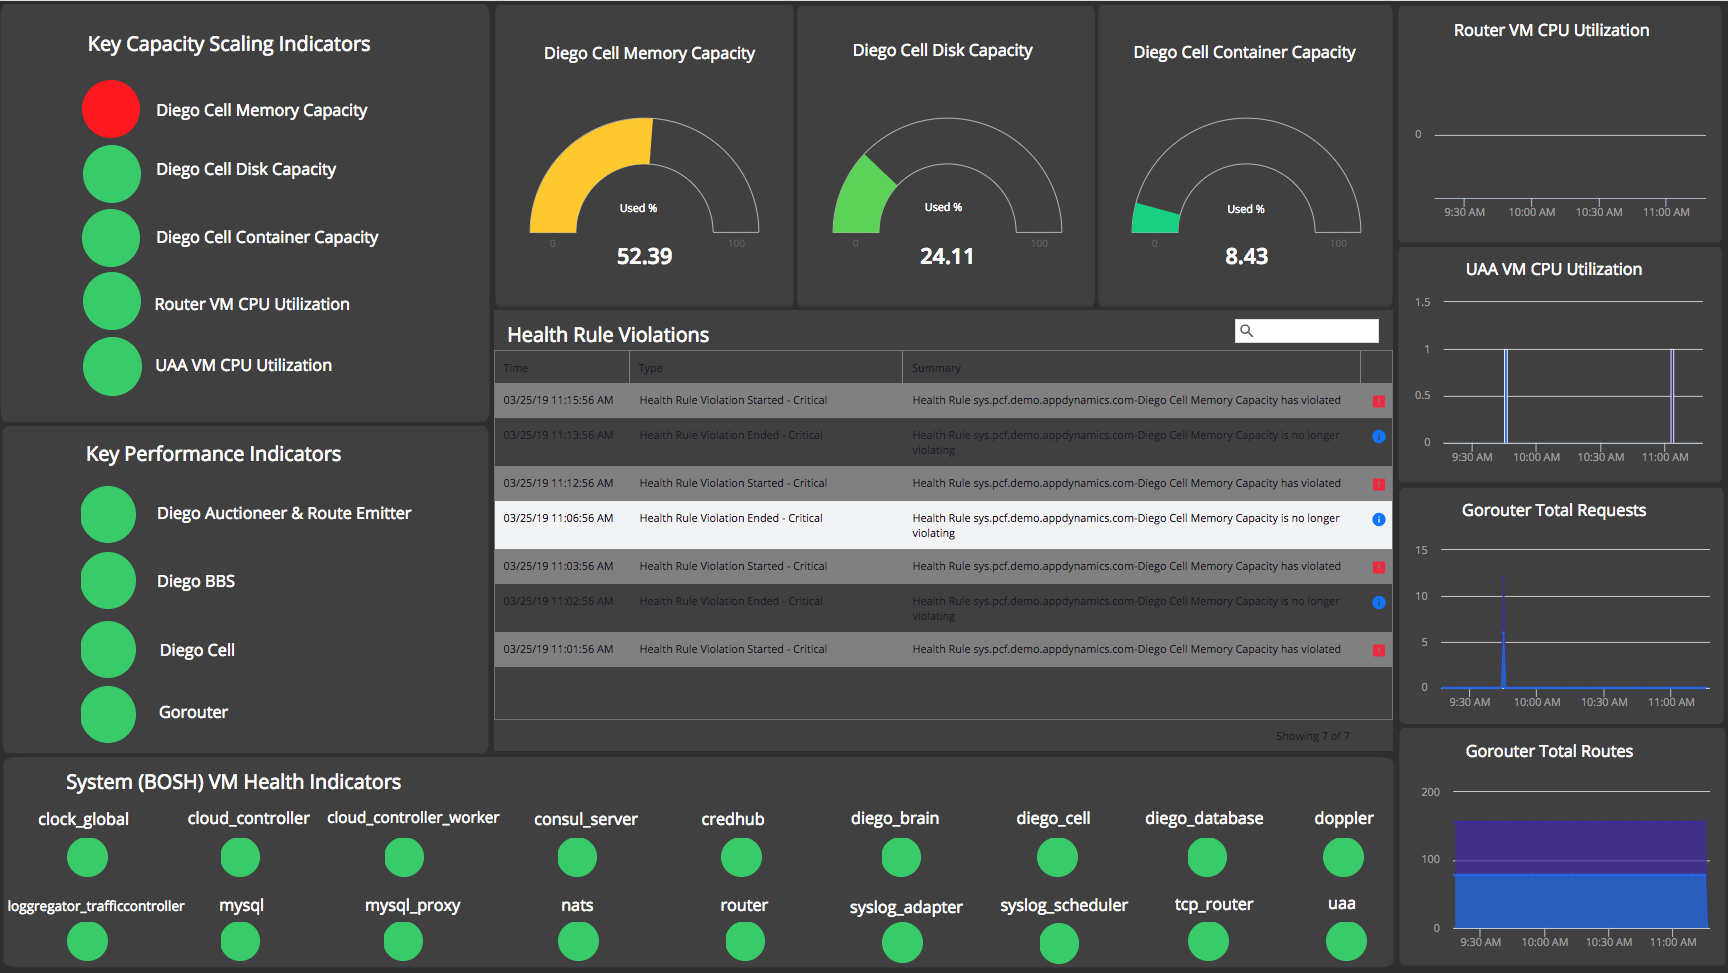 Key Capacity Scaling Indicators
Diego Cell Memory Capacity
Diego Cell Disk Capacity
Diego Cell Container Capacity
Router VM CPU Utilization
UAA VM CPU Utilization
Key Performance Indicators
Diego Auctioneer & Route Emitter
Diego BBS
Diego Cell
Gorouter
Diego Cell Memory Capacity
Used %
0 100
52.39
Diego Cell Disk Capacity
Used %
0 100
24.11
Diego Cell Container Capacity
Used %
0 100
8.43
Health Rule Violations
Time Type Summary
03/25/19 11:15:56 AM Health Rule Violation Started - Critical Health Rule sys.pcf.demo.appdynamics.com-Diego Cell Memory Capacity has violated
03/25/19 11:13:56 AM Health Rule Violation Ended - Critical Health Rule sys.pcf.demo.appdynamics.com-Diego Cell Memory Capacity is no longer
violating
03/25/19 11:12:56 AM Health Rule Violation Started - Critical Health Rule sys.pcf.demo.appdynamics.com-Diego Cell Memory Capacity has violated
03/25/19 11:06:56 AM Health Rule Violation Ended - Critical Health Rule sys.pcf.demo.appdynamics.com-Diego Cell Memory Capacity is no longer
violating
03/25/19 11:03:56 AM Health Rule Violation Started - Critical Health Rule sys.pcf.demo.appdynamics.com-Diego Cell Memory Capacity has violated
03/25/19 11:02:56 AM Health Rule Violation Ended - Critical Health Rule sys.pcf.demo.appdynamics.com-Diego Cell Memory Capacity is no longer
violating
03/25/19 11:01:56 AM Health Rule Violation Started - Critical Health Rule sys.pcf.demo.appdynamics.com-Diego Cell Memory Capacity has violated
Showing 7 of 7
System (BOSH) VM Health Indicators
clock_global cloud_controller cloud_controller_worker consul_server credhub diego_brain diego_cell diego_database doppler
loggregator_trafficcontroller mysql mysql_proxy nats router syslog_adapter syslog_scheduler tcp_router uaa
Router VM CPU Utilization
0
9:30 AM 10:00 AM 10:30 AM 11:00 AM
UAA VM CPU Utilization
1.5
1
0.5
0
9:30 AM 10:00 AM 10:30 AM 11:00 AM
Gorouter Total Requests
15
10
5
0
9:30 AM 10:00 AM 10:30 AM 11:00 AM
Gorouter Total Routes
200
100
0
9:30 AM 10:00 AM 10:30 AM 11:00 AM